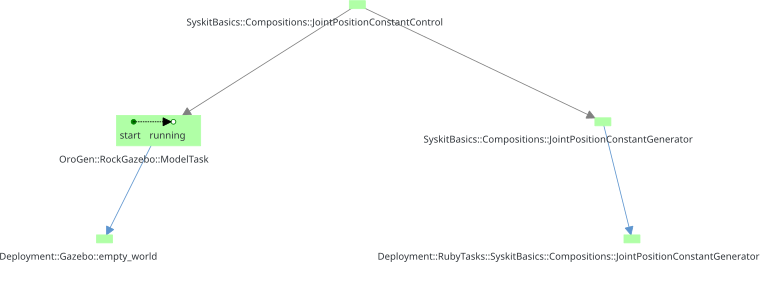 SyskitBasics::Compositions::JointPositionConstantControl
start running
OroGen::RockGazebo::ModelTask
SyskitBasics::Compositions::JointPositionConstantGenerator
Deployment::Gazebo::empty_world
Deployment::RubyTasks::SyskitBasics::Compositions::JointPositionConstantGenerator